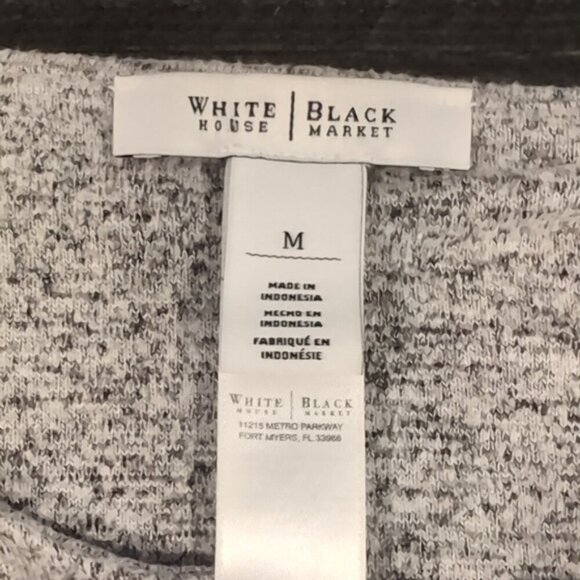 WHITE | BLACK
HOUSE | MARKET
M
MADE IN
INDONESIA
HECHO EN
INDONESIA
FABRIQUÉ EN
INDONÉSIE
WHITE | BLACK
HOUSE | MARKET
11215 METRO PARKWAY
FORT MYERS, FL 33966